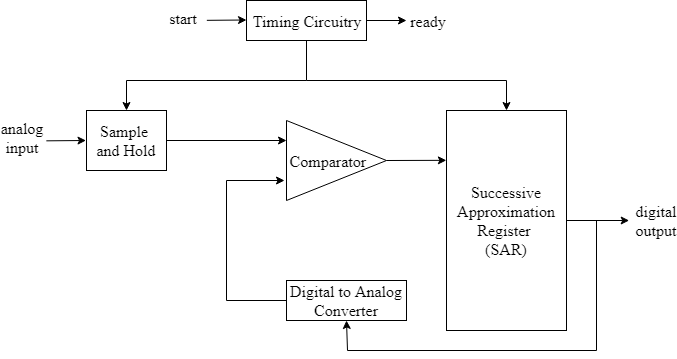 start
Timing Circuitry
ready
analog
input
Sample
and Hold
Comparator
Successive
Approximation
Register
(SAR)
digital
output
Digital to Analog
Converter